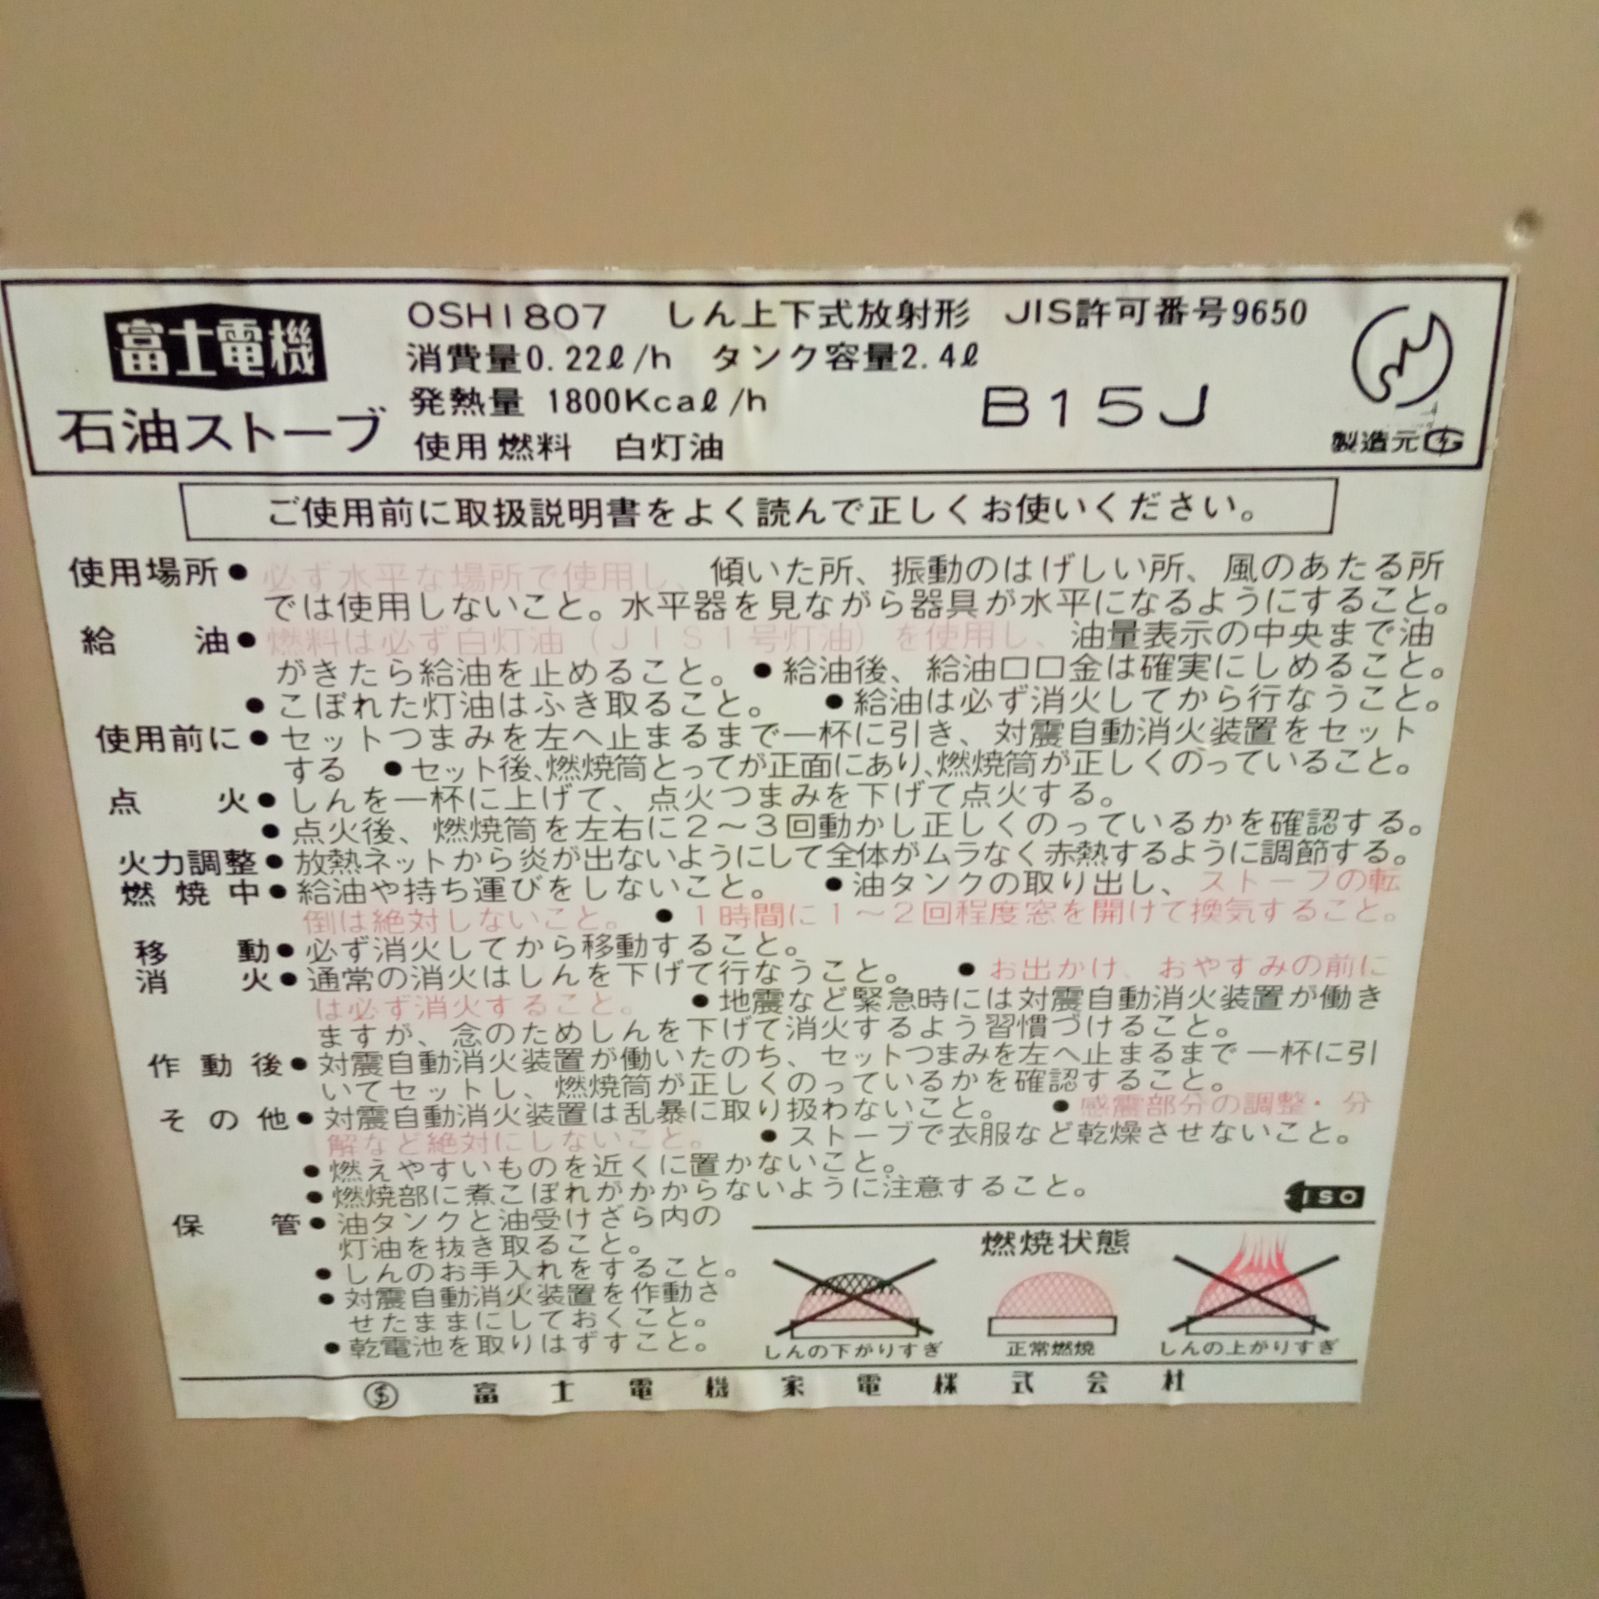 富士電機
石油ストーブ
OSH1807 しん上下式放射形 JIS許可番号9650
消費量0.22ℓ/h タンク容量2.4ℓ
発熱量 1800Kcaℓ/h
使用燃料 白灯油
B15J
製造元
ご使用前に取扱説明書をよく読んで正しくお使いください。
使用場所●必ず水平な場所で使用し、傾いた所、振動のはげしい所、風のあたる所
では使用しないこと。水平器を見ながら器具が水平になるようにすること。
給油●燃料は必ず白灯油(JIS1号灯油)を使用し、油量表示の中央まで油
がきたら給油を止めること。●給油後、給油口口金は確実にしめること。
●こぼれた灯油はふき取ること。 ●給油は必ず消火してから行なうこと。
使用前に●セットつまみを左へ止まるまで一杯に引き、対震自動消火装置をセット
する ●セット後、燃焼筒とってが正面にあり、燃焼筒が正しくのっていること。
点火●しんを一杯に上げて、点火つまみを下げて点火する。
●点火後、燃焼筒を左右に2〜3回動かし正しくのっているかを確認する。
火力調整●放熱ネットから炎が出ないようにして全体がムラなく赤熱するように調節する。
燃焼中●給油や持ち運びをしないこと。 ●油タンクの取り出し、ストーブの転
倒は絶対しないこと。 ●1時間に1〜2回程度窓を開けて換気すること。
移動●必ず消火してから移動すること。
消火●通常の消火はしんを下げて行なうこと。 ●お出かけ、おやすみの前に
は必ず消火すること。 ●地震など緊急時には対震自動消火装置が働き
ますが、念のためしんを下げて消火するよう習慣づけること。
作動後●対震自動消火装置が働いたのち、セットつまみを左へ止まるまで一杯に引
いてセットし、燃焼筒が正しくのっているかを確認すること。
その他●対震自動消火装置は乱暴に取り扱わないこと。 ●感震部分の調整・分
解など絶対にしないこと。 ●ストーブで衣服など乾燥させないこと。
●燃えやすいものを近くに置かないこと。
●燃焼部に煮こぼれがかからないように注意すること。
ISO
保管●油タンクと油受けざら内の
灯油を抜き取ること。
●しんのお手入れをすること。
●対震自動消火装置を作動さ
せたままにしておくこと。
●乾電池を取りはずすこと。
燃焼状態
しんの下がりすぎ 正常燃焼 しんの上がりすぎ
富士電機家電株式会社